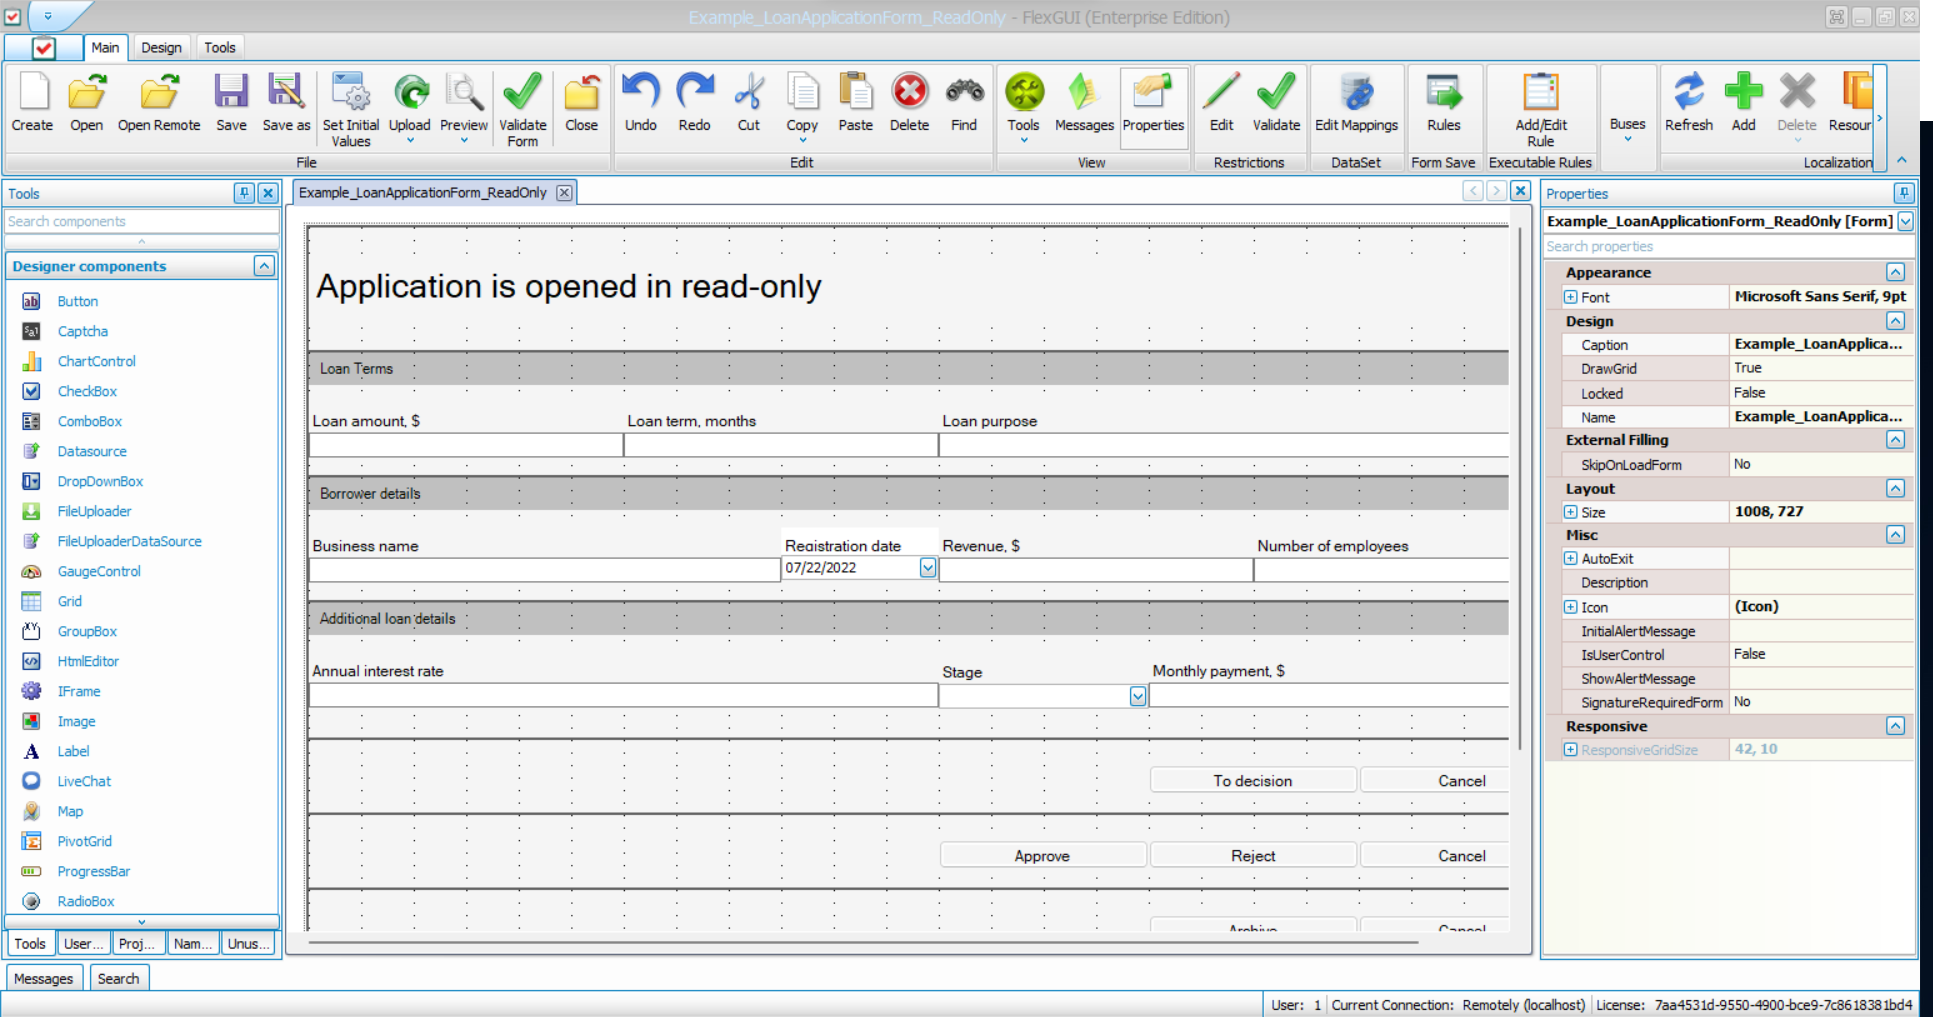 Example_LoanApplicationForm_ReadOnly - FlexGUI (Enterprise Edition)
Main Design Tools
Create Open Open Remote Save Save as Set Initial Values Upload Preview Validate Form Close
Undo Redo Cut Copy Paste Delete Find
Tools Messages Properties
Edit Validate Edit Mappings Rules Add/Edit Rule Buses
Refresh Add Delete Resour
File Edit View Restrictions DataSet Form Save Executable Rules Localization
Tools
Search components
Designer components
ab Button
Captcha
ChartControl
CheckBox
ComboBox
Datasource
DropDownBox
FileUploader
FileUploaderDataSource
GaugeControl
Grid
XY GroupBox
HtmlEditor
IFrame
Image
A Label
LiveChat
Map
PivotGrid
ProgressBar
RadioBox
Tools User... Proj... Nam... Unus...
Example_LoanApplicationForm_ReadOnly
Application is opened in read-only
Loan Terms
Loan amount, $ Loan term, months Loan purpose
Borrower details
Business name Registration date Revenue, $ Number of employees
07/22/2022
Additional loan details
Annual interest rate Stage Monthly payment, $
To decision Cancel
Approve Reject Cancel
Archive Cancel
Properties
Example_LoanApplicationForm_ReadOnly [Form]
Search properties
Appearance
Font Microsoft Sans Serif, 9pt
Design
Caption Example_LoanApplica...
DrawGrid True
Locked False
Name Example_LoanApplica...
External Filling
SkipOnLoadForm No
Layout
Size 1008, 727
Misc
AutoExit
Description
Icon (Icon)
InitialAlertMessage
IsUserControl False
ShowAlertMessage
SignatureRequiredForm No
Responsive
ResponsiveGridSize 42, 10
Messages Search
User: 1 Current Connection: Remotely (localhost) License: 7aa4531d-9550-4900-bce9-7c8618381bd4